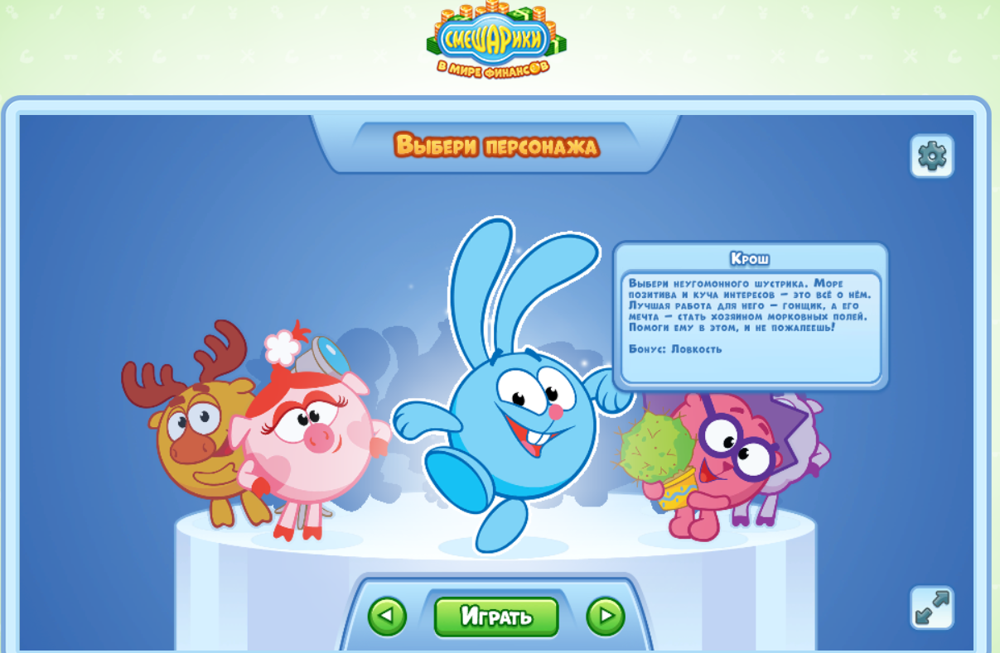 СМЕШАРИКИ
В МИРЕ ФИНАНСОВ
Выбери персонажа
Крош
Выбери неугомонного шустрика. Море
позитива и куча интересов – это всё о нём.
Лучшая работа для него – гонщик, а его
мечта – стать хозяином морковных полей.
Помоги ему в этом, и не пожалеешь!
Бонус: Ловкость
Играть